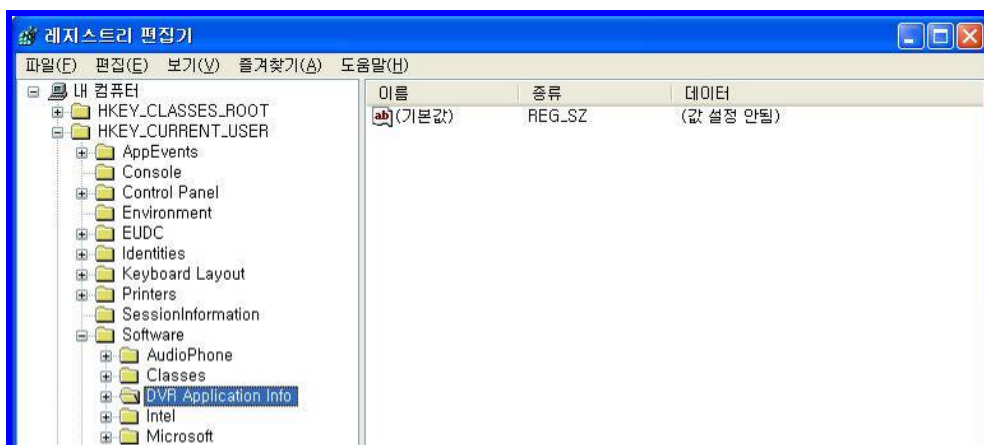 레지스트리 편집기
파일(F) 편집(E) 보기(V) 즐겨찾기(A) 도움말(H)
내 컴퓨터
HKEY_CLASSES_ROOT
HKEY_CURRENT_USER
AppEvents
Console
Control Panel
Environment
EUDC
Identities
Keyboard Layout
Printers
SessionInformation
Software
AudioPhone
Classes
DVR Application Info
Intel
Microsoft
이름 종류 데이터
ab (기본값) REG_SZ (값 설정 안됨)